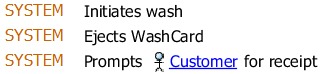 SYSTEM Initiates wash
SYSTEM Ejects WashCard
SYSTEM Prompts Customer for receipt